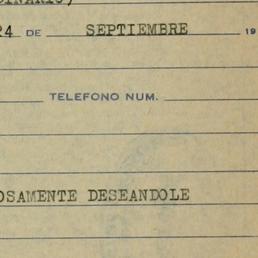 24 DE SEPTIEMBRE 19
TELEFONO NUM.
OSAMENTE DESEANDOLE